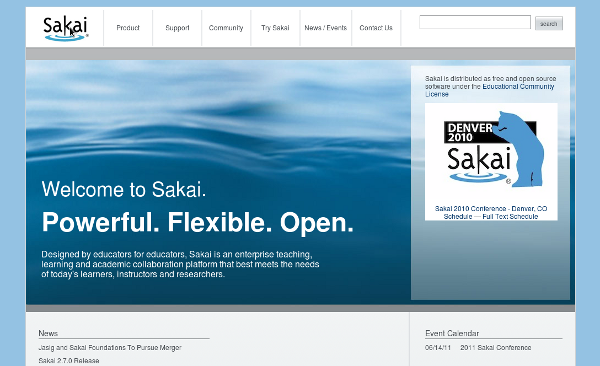 Sakai
Product
Support
Community
Try Sakai
News / Events
Contact Us
search
Sakai is distributed as free and open source
software under the Educational Community
License
DENVER
2010
Sakai
Sakai 2010 Conference - Denver, CO
Schedule — Full Text Schedule
Welcome to Sakai.
Powerful. Flexible. Open.
Designed by educators for educators, Sakai is an enterprise teaching,
learning and academic collaboration platform that best meets the needs
of today's learners, instructors and researchers.
News
Jasig and Sakai Foundations To Pursue Merger
Sakai 2.7.0 Release
Event Calendar
06/14/11 2011 Sakai Conference